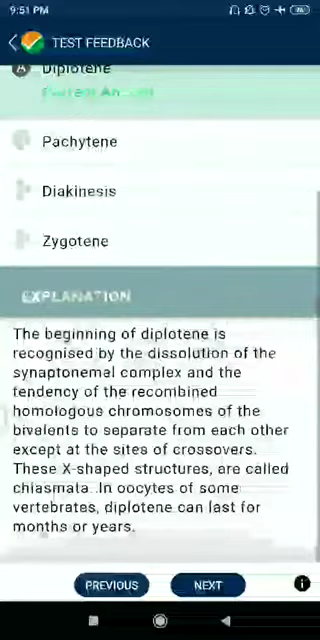 9:51 PM
TEST FEEDBACK
A Diplotene
Correct Answer
Pachytene
Diakinesis
Zygotene
EXPLANATION
The beginning of diplotene is
recognised by the dissolution of the
synaptonemal complex and the
tendency of the recombined
homologous chromosomes of the
bivalents to separate from each other
except at the sites of crossovers.
These X-shaped structures, are called
chiasmata. In oocytes of some
vertebrates, diplotene can last for
months or years.
PREVIOUS
NEXT